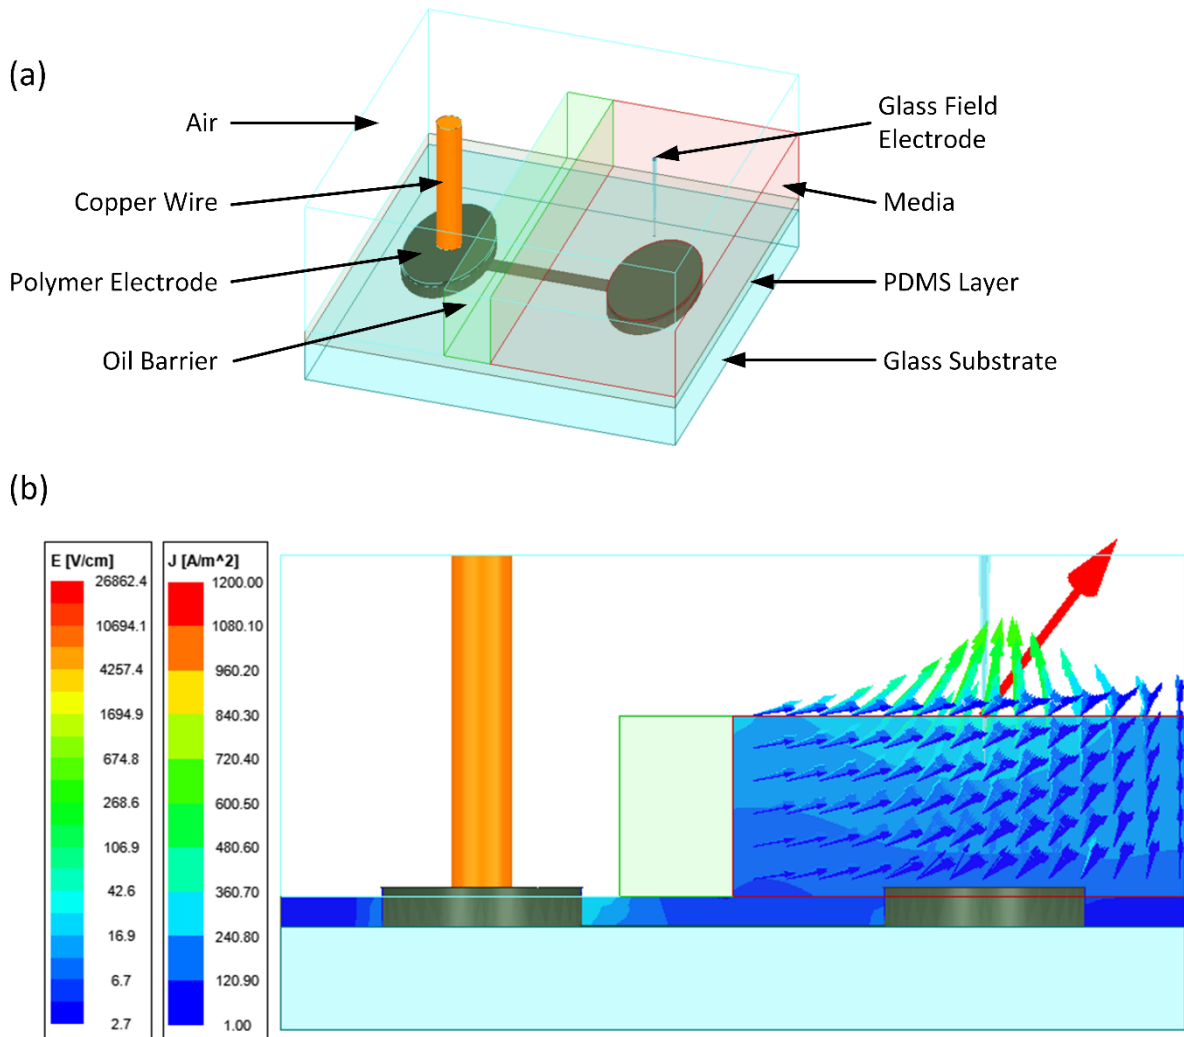 (a)
Air
Copper Wire
Polymer Electrode
Oil Barrier
Glass Field
Electrode
Media
PDMS Layer
Glass Substrate
(b)
E [V/cm]
26862.4
10694.1
4257.4
1694.9
674.8
268.6
106.9
42.6
16.9
6.7
2.7
J [A/m^2]
1200.00
1080.10
960.20
840.30
720.40
600.50
480.60
360.70
240.80
120.90
1.00